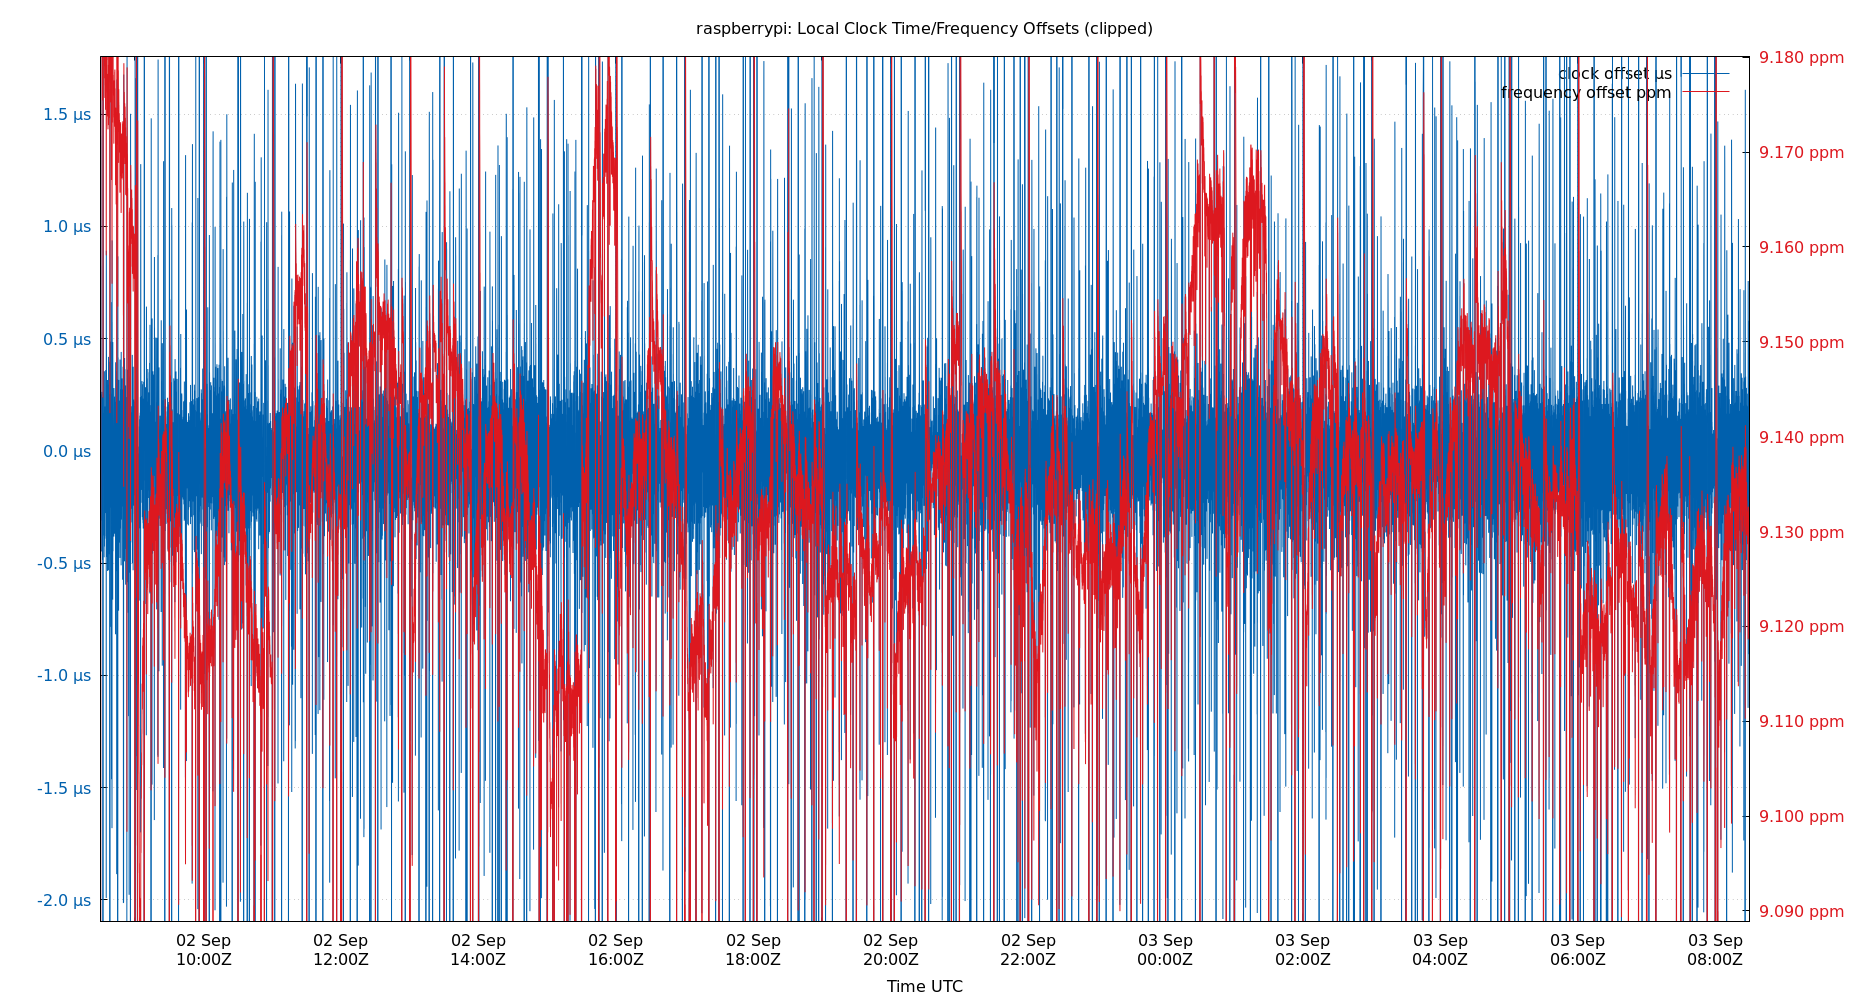 raspberrypi: Local Clock Time/Frequency Offsets (clipped)
clock offset µs
frequency offset ppm
1.5 µs
1.0 µs
0.5 µs
0.0 µs
-0.5 µs
-1.0 µs
-1.5 µs
-2.0 µs
9.180 ppm
9.170 ppm
9.160 ppm
9.150 ppm
9.140 ppm
9.130 ppm
9.120 ppm
9.110 ppm
9.100 ppm
9.090 ppm
02 Sep 02 Sep 02 Sep 02 Sep 02 Sep 02 Sep 02 Sep 03 Sep 03 Sep 03 Sep 03 Sep 03 Sep
10:00Z 12:00Z 14:00Z 16:00Z 18:00Z 20:00Z 22:00Z 00:00Z 02:00Z 04:00Z 06:00Z 08:00Z
Time UTC